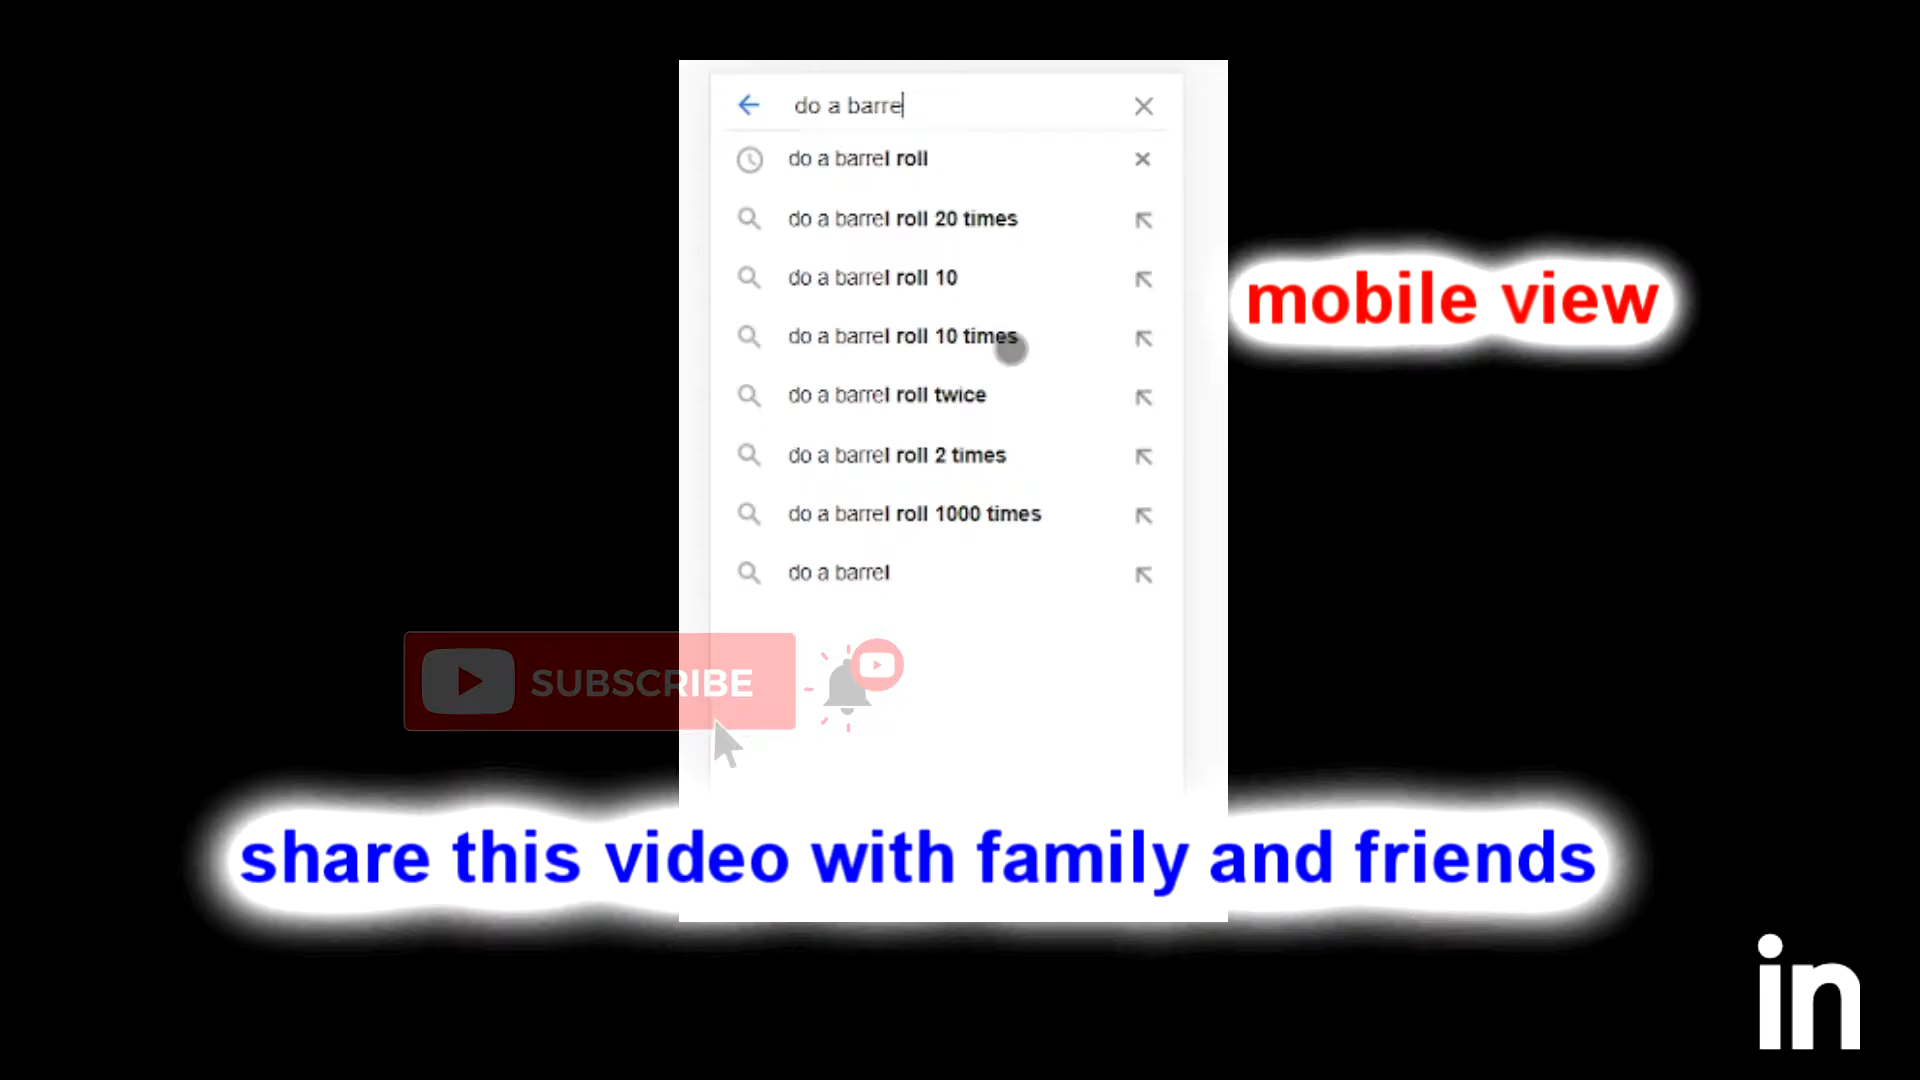 do a barre
do a barrel roll
do a barrel roll 20 times
do a barrel roll 10
mobile view
do a barrel roll 10 times
do a barrel roll twice
do a barrel roll 2 times
do a barrel roll 1000 times
do a barrel
SUBSCRIBE
share this video with family and friends
in